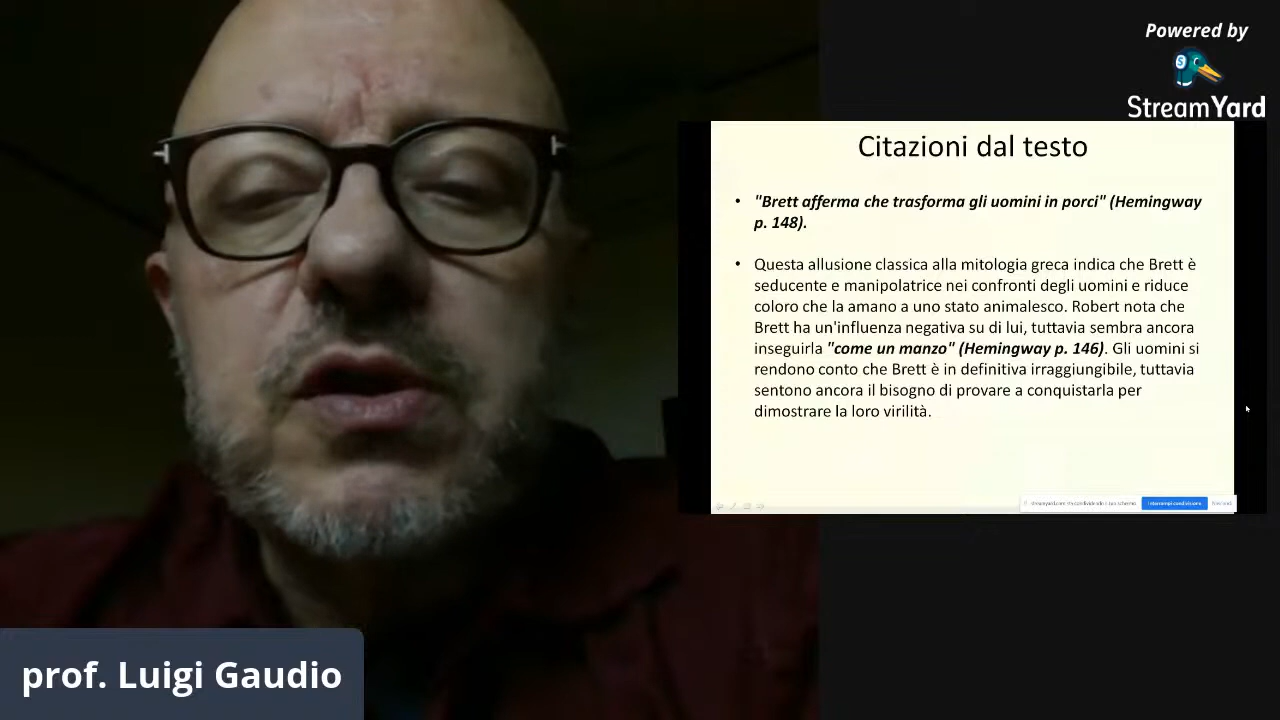 Powered by
StreamYard
Citazioni dal testo
• "Brett afferma che trasforma gli uomini in porci" (Hemingway
p. 148).
• Questa allusione classica alla mitologia greca indica che Brett è
seducente e manipolatrice nei confronti degli uomini e riduce
coloro che la amano a uno stato animalesco. Robert nota che
Brett ha un'influenza negativa su di lui, tuttavia sembra ancora
inseguirla "come un manzo" (Hemingway p. 146). Gli uomini si
rendono conto che Brett è in definitiva irraggiungibile, tuttavia
sentono ancora il bisogno di provare a conquistarla per
dimostrare la loro virilità.
Interrompi condivisione
prof. Luigi Gaudio